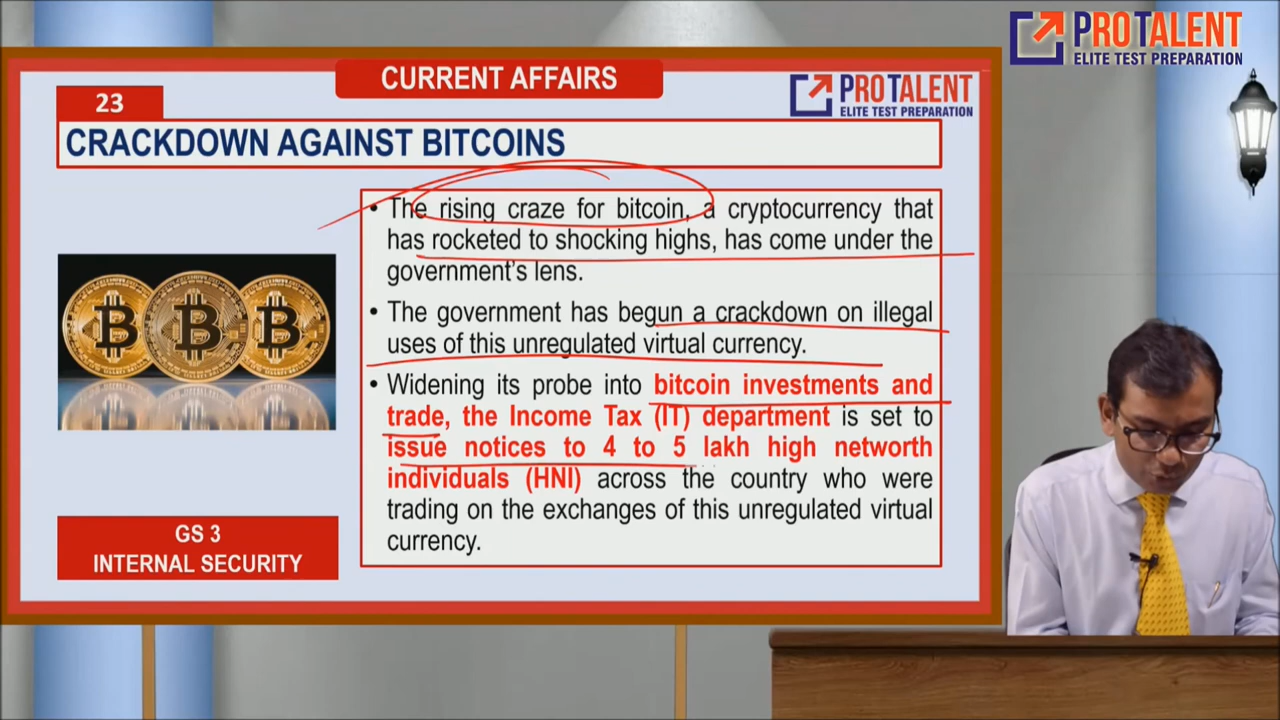 PROTALENT
ELITE TEST PREPARATION
CURRENT AFFAIRS
PROTALENT
ELITE TEST PREPARATION
23
CRACKDOWN AGAINST BITCOINS
• The rising craze for bitcoin, a cryptocurrency that
has rocketed to shocking highs, has come under the
government's lens.
• The government has begun a crackdown on illegal
uses of this unregulated virtual currency.
• Widening its probe into bitcoin investments and
trade, the Income Tax (IT) department is set to
issue notices to 4 to 5 lakh high networth
individuals (HNI) across the country who were
trading on the exchanges of this unregulated virtual
currency.
GS 3
INTERNAL SECURITY